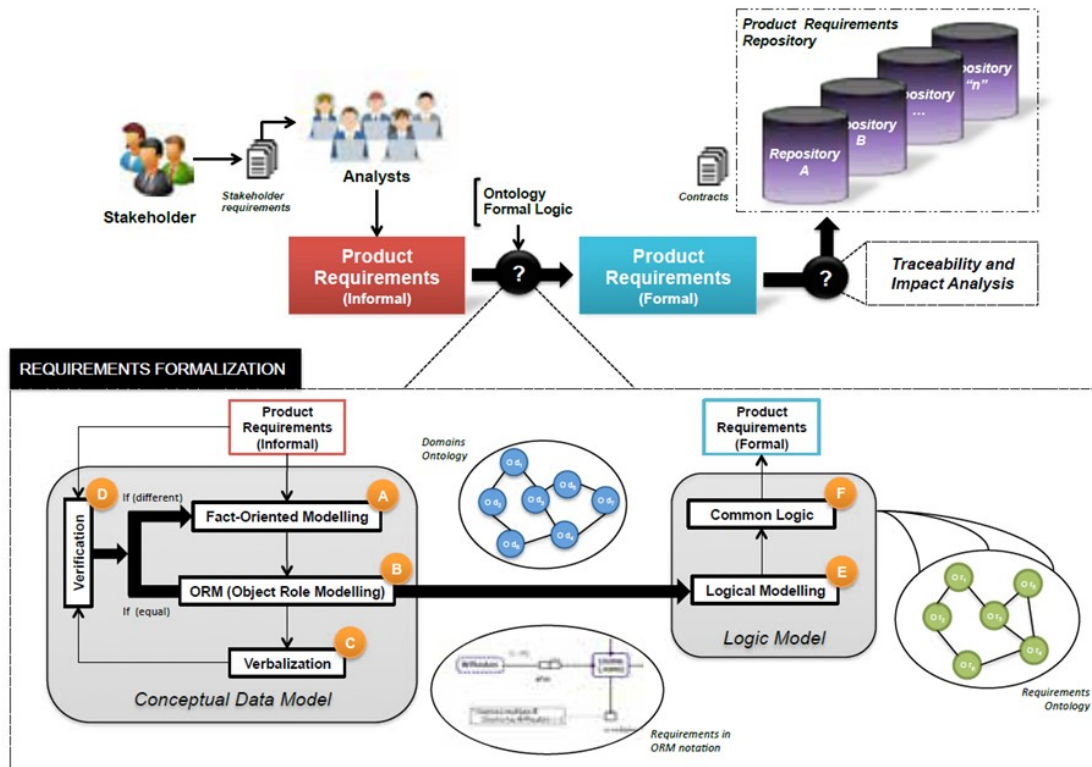 Product Requirements
Repository
Repository
A
B
...
"n"
Stakeholder
Stakeholder
requirements
Analysts
Contracts
Ontology
Formal Logic
Product
Requirements
(Informal)
?
Product
Requirements
(Formal)
?
Traceability and
Impact Analysis
REQUIREMENTS FORMALIZATION
Product
Requirements
(Informal)
Domains
Ontology
Product
Requirements
(Formal)
D
Verification
If (different)
A
Fact-Oriented Modelling
B
ORM (Object Role Modelling)
If (equal)
C
Verbalization
Conceptual Data Model
F
Common Logic
E
Logical Modelling
Logic Model
Requirements in
ORM notation
Requirements
Ontology